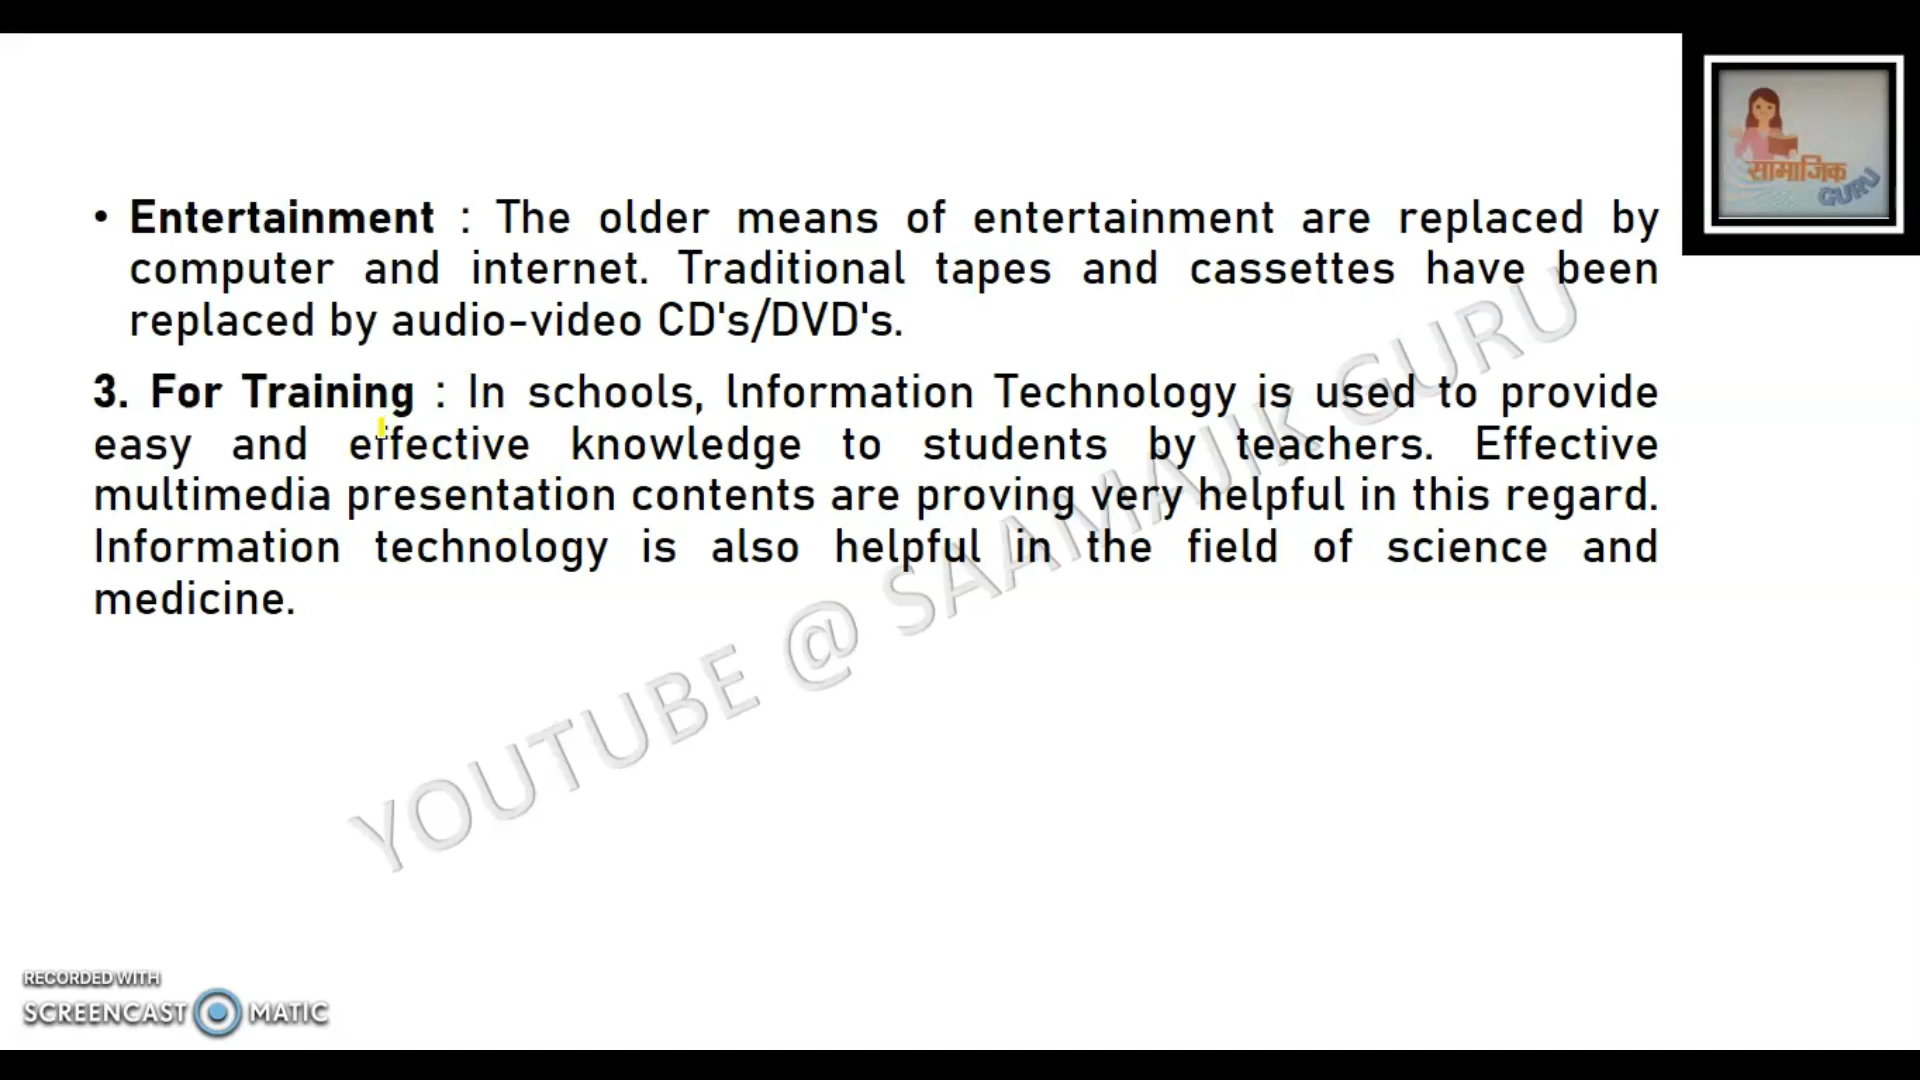 • Entertainment : The older means of entertainment are replaced by
computer and internet. Traditional tapes and cassettes have been
replaced by audio-video CD's/DVD's.
3. For Training : In schools, Information Technology is used to provide
easy and effective knowledge to students by teachers. Effective
multimedia presentation contents are proving very helpful in this regard.
Information technology is also helpful in the field of science and
medicine.
YOUTUBE @ SAAMAJIK GURU
सामाजिक
GURU
RECORDED WITH
SCREENCAST MATIC